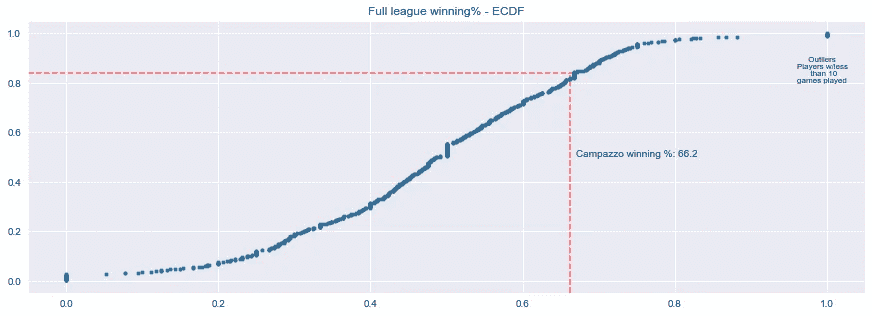 Full league winning% - ECDF
1.0
0.8
0.6
0.4
0.2
0.0
Outliers
Players w/less
than 10
games played
Campazzo winning %: 66.2
0.0
0.2
0.4
0.6
0.8
1.0